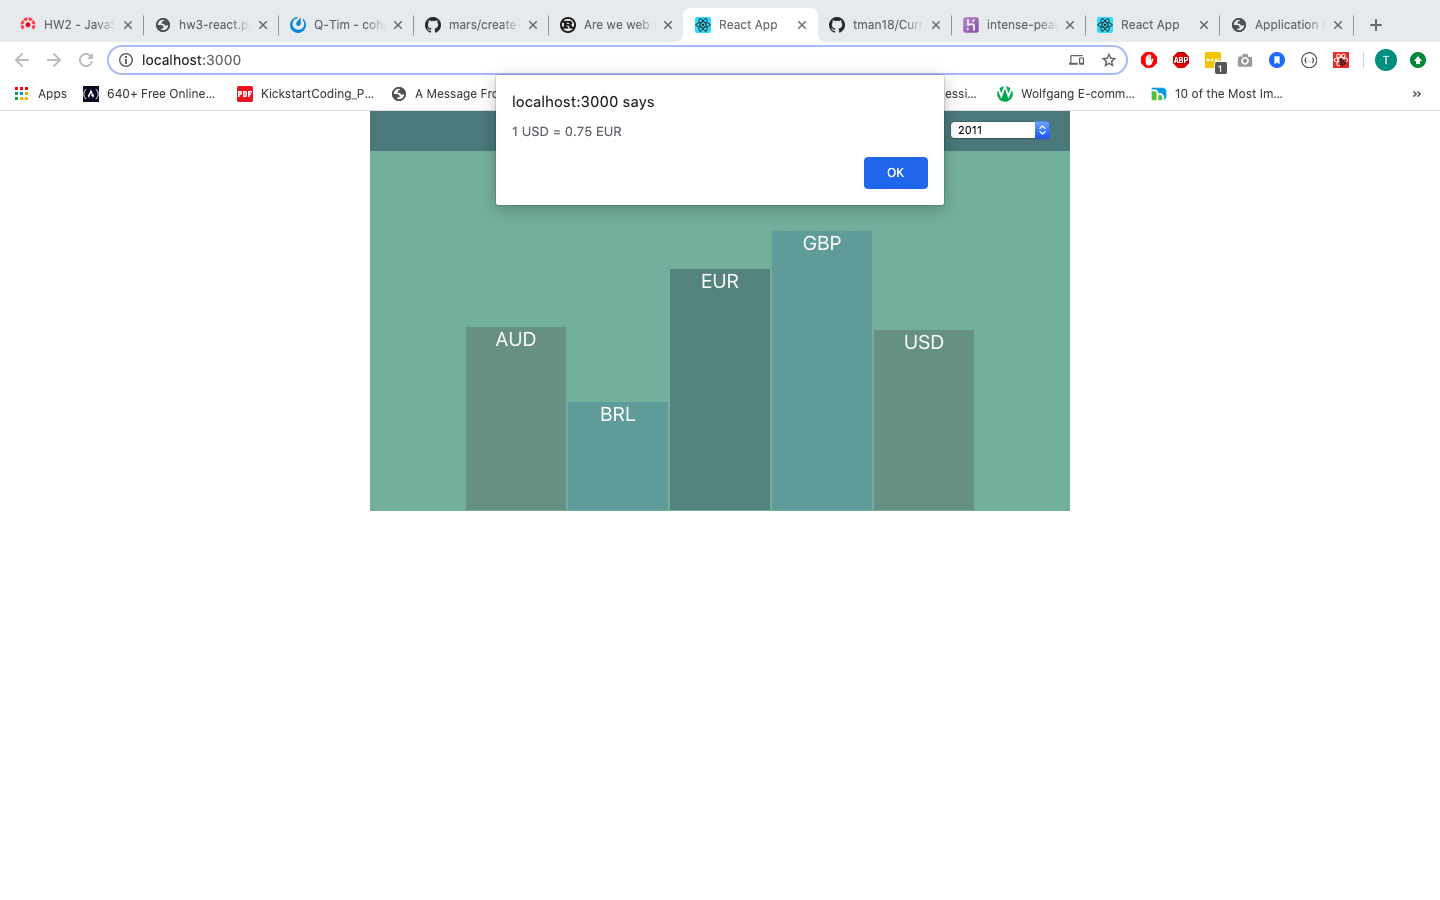 HW2 - Java
hw3-react.p
Q-Tim - coh
mars/create-
Are we web
React App
tman18/Curr
intense-pea
React App
Application
localhost:3000
ABP
1
T
Apps
640+ Free Online...
PDF
KickstartCoding_P...
A Message Fro
essi...
Wolfgang E-comm...
10 of the Most Im...
»
localhost:3000 says
1 USD = 0.75 EUR
OK
2011
GBP
EUR
AUD
USD
BRL